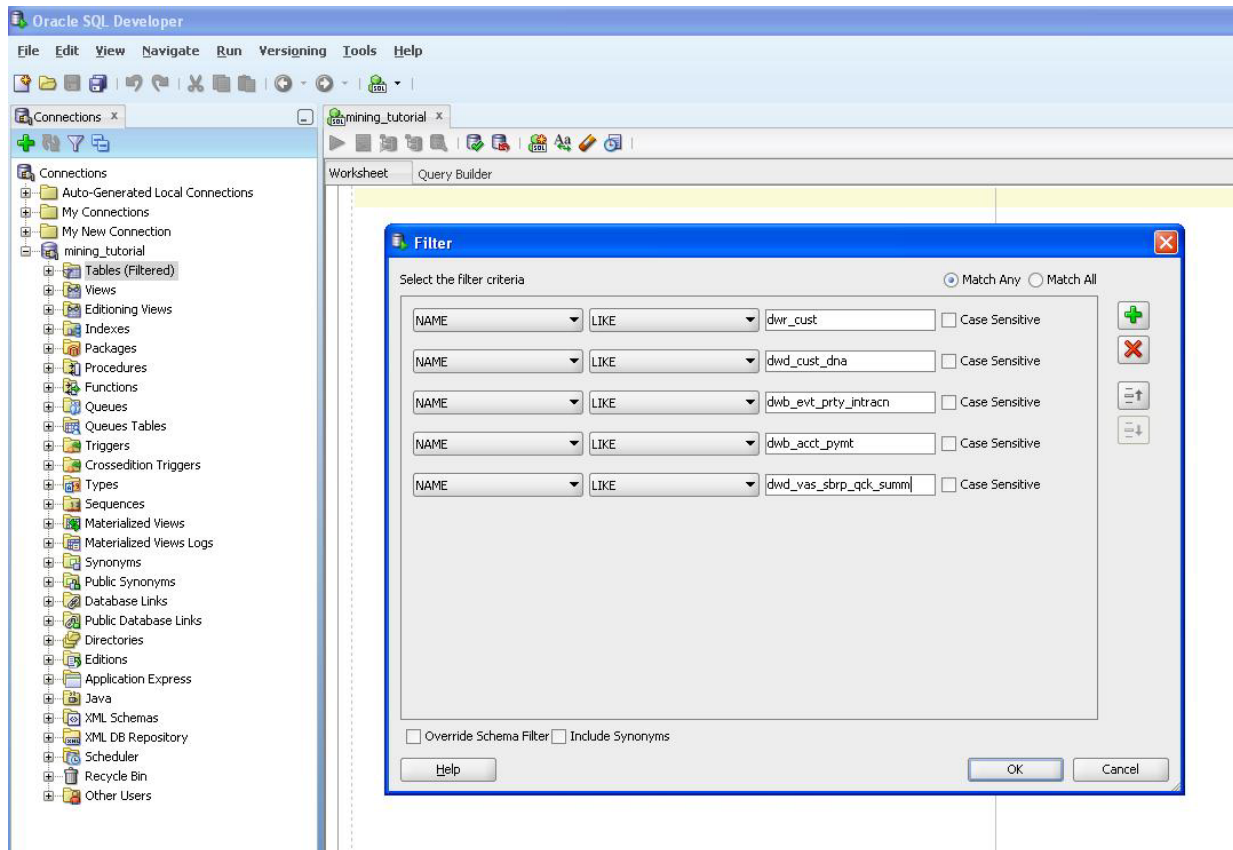 Oracle SQL Developer
File Edit View Navigate Run Versioning Tools Help
SQL
Connections x
SQL mining_tutorial x
SQL Aa
Worksheet Query Builder
Connections
Auto-Generated Local Connections
My Connections
My New Connection
mining_tutorial
Tables (Filtered)
Views
Editioning Views
Indexes
Packages
Procedures
Functions
Queues
Queues Tables
Triggers
Crossedition Triggers
Types
Sequences
Materialized Views
Materialized Views Logs
Synonyms
Public Synonyms
Database Links
Public Database Links
Directories
Editions
Application Express
Java
XML Schemas
XML DB Repository
Scheduler
Recycle Bin
Other Users
Filter
Select the filter criteria Match Any Match All
NAME LIKE dwr_cust Case Sensitive
NAME LIKE dwd_cust_dna Case Sensitive
NAME LIKE dwb_evt_prty_intracn Case Sensitive
NAME LIKE dwb_acct_pymt Case Sensitive
NAME LIKE dwd_vas_sbrp_qck_summ Case Sensitive
Override Schema Filter Include Synonyms
Help OK Cancel